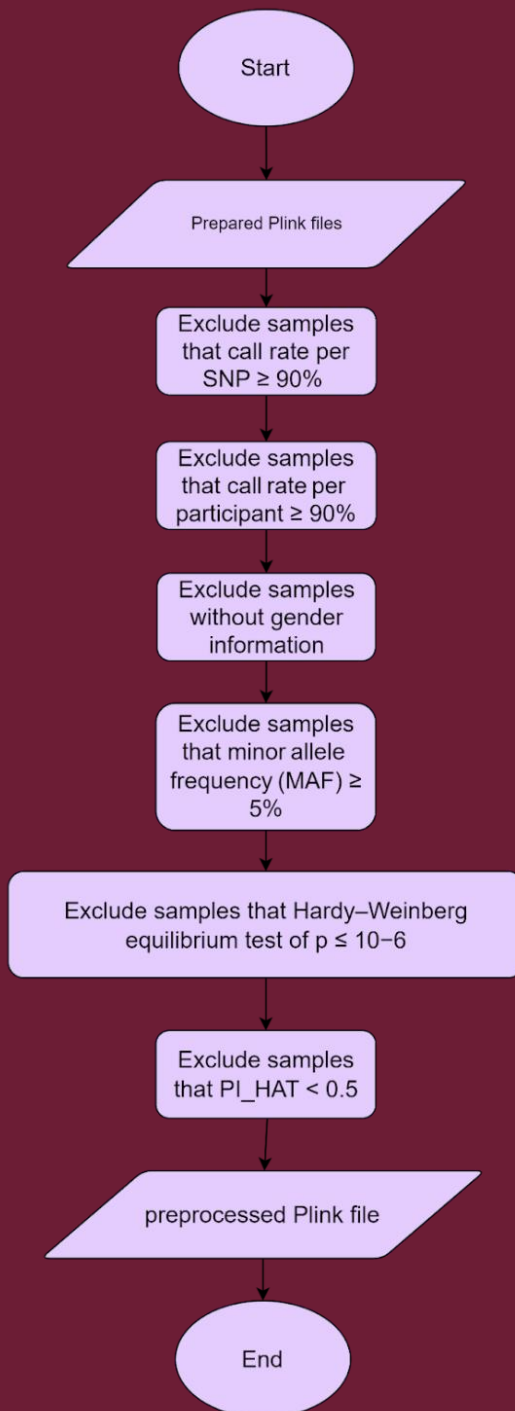 Start
Prepared Plink files
Exclude samples
that call rate per
SNP ≥ 90%
Exclude samples
that call rate per
participant ≥ 90%
Exclude samples
without gender
information
Exclude samples
that minor allele
frequency (MAF) ≥
5%
Exclude samples that Hardy–Weinberg
equilibrium test of p ≤ 10−6
Exclude samples
that PI_HAT < 0.5
preprocessed Plink file
End